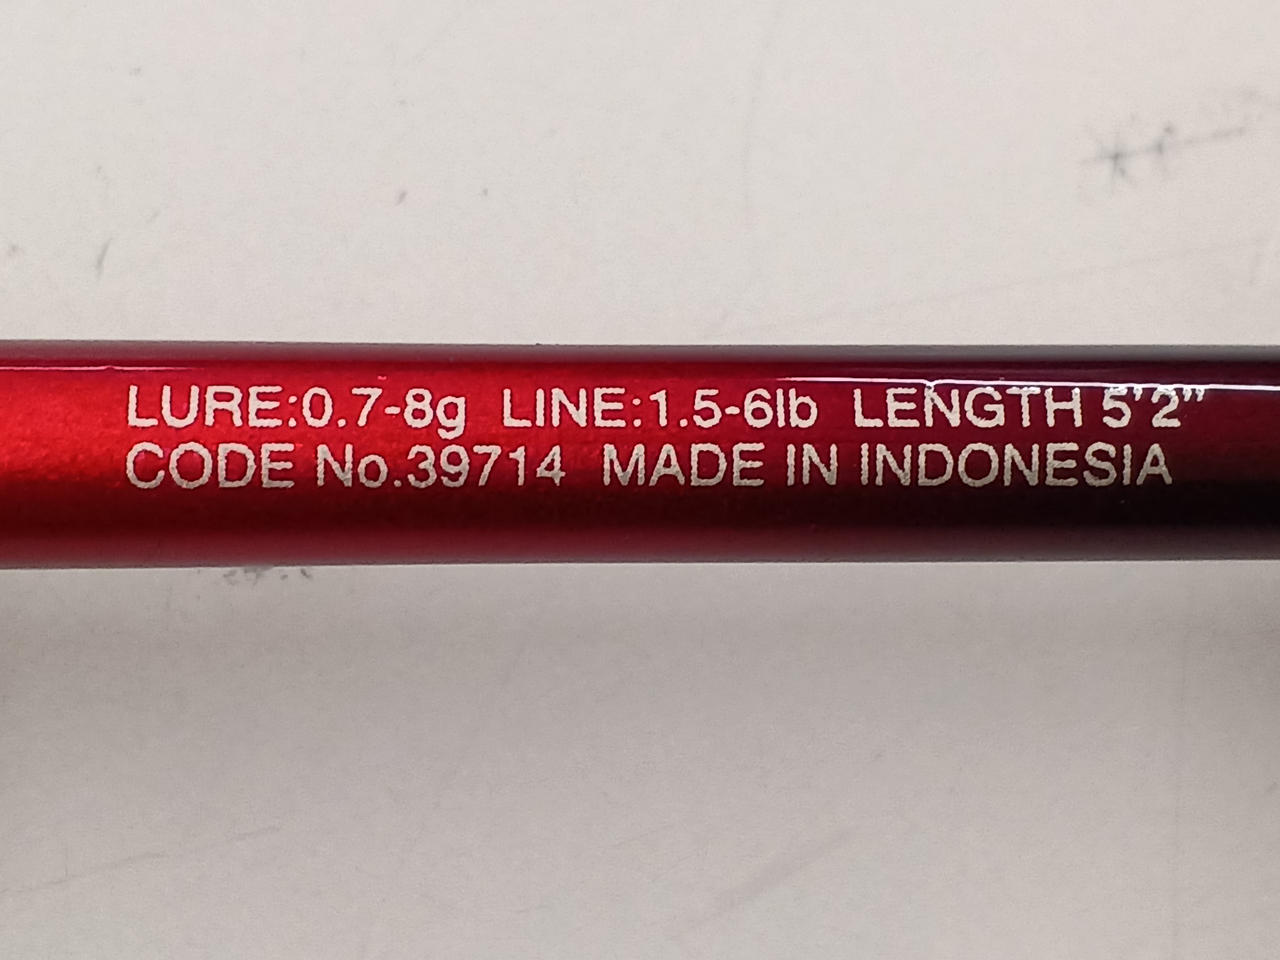 LURE:0.7-8g LINE:1.5-6lb LENGTH 5'2"
CODE No.39714 MADE IN INDONESIA